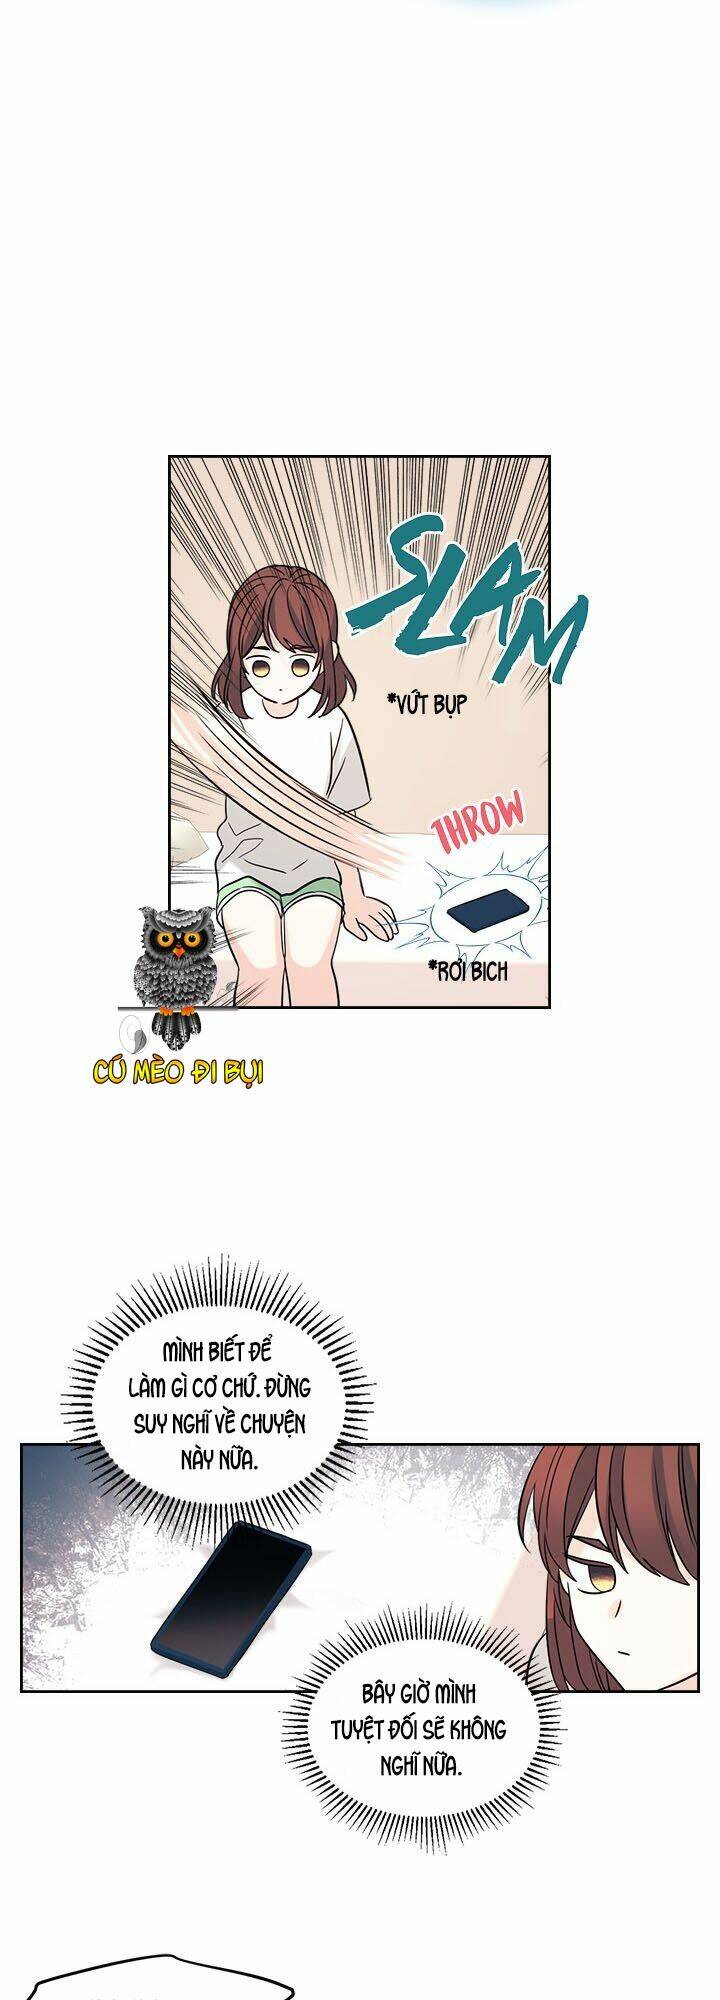 SLAM
*VỨT BỤP
THROW
*RƠI BỊCH
CÚ MÈO ĐI BỤI
MÌNH BIẾT ĐỂ
LÀM GÌ CƠ CHỨ. ĐỪNG
SUY NGHĨ VỀ CHUYỆN
NÀY NỮA.
BÂY GIỜ MÌNH
TUYỆT ĐỐI SẼ KHÔNG
NGHĨ NỮA.